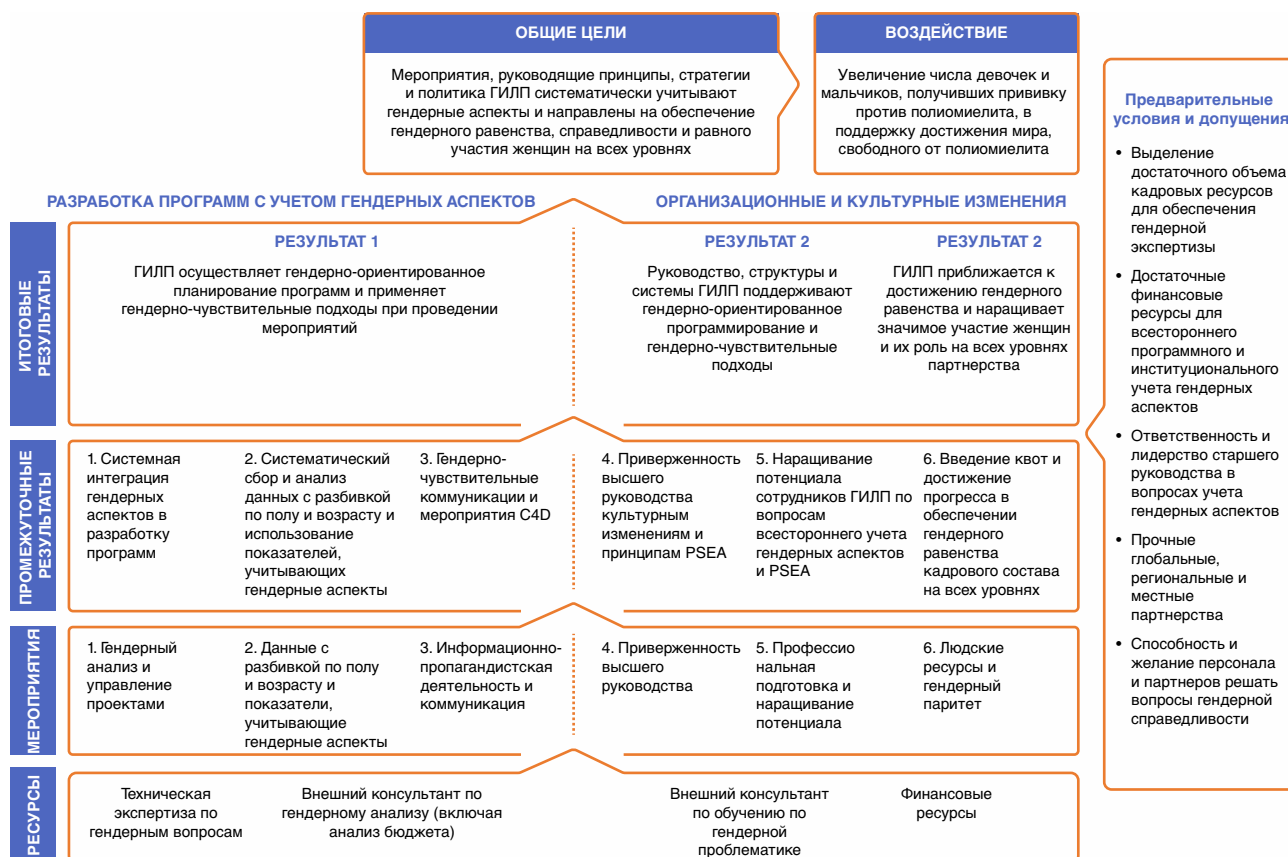 ОБЩИЕ ЦЕЛИ
Мероприятия, руководящие принципы, стратегии
и политика ГИЛП систематически учитывают
гендерные аспекты и направлены на обеспечение
гендерного равенства, справедливости и равного
участия женщин на всех уровнях
ВОЗДЕЙСТВИЕ
Увеличение числа девочек и
мальчиков, получивших прививку
против полиомиелита, в
поддержку достижения мира,
свободного от полиомиелита
Предварительные
условия и допущения
• Выделение
достаточного объема
кадровых ресурсов
для обеспечения
гендерной
экспертизы
• Достаточные
финансовые
ресурсы для
всестороннего
программного и
институционального
учета гендерных
аспектов
• Ответственность и
лидерство старшего
руководства в
вопросах учета
гендерных аспектов
• Прочные
глобальные,
региональные и
местные
партнерства
• Способность и
желание персонала
и партнеров решать
вопросы гендерной
справедливости
РАЗРАБОТКА ПРОГРАММ С УЧЕТОМ ГЕНДЕРНЫХ АСПЕКТОВ
ОРГАНИЗАЦИОННЫЕ И КУЛЬТУРНЫЕ ИЗМЕНЕНИЯ
ИТОГОВЫЕ
РЕЗУЛЬТАТЫ
РЕЗУЛЬТАТ 1
ГИЛП осуществляет гендерно-ориентированное
планирование программ и применяет
гендерно-чувствительные подходы при проведении
мероприятий
РЕЗУЛЬТАТ 2
Руководство, структуры и
системы ГИЛП поддерживают
гендерно-ориентированное
программирование и
гендерно-чувствительные
подходы
РЕЗУЛЬТАТ 2
ГИЛП приближается к
достижению гендерного
равенства и наращивает
значимое участие женщин
и их роль на всех уровнях
партнерства
ПРОМЕЖУТОЧНЫЕ
РЕЗУЛЬТАТЫ
1. Системная
интеграция
гендерных
аспектов в
разработку
программ
2. Систематический
сбор и анализ
данных с разбивкой
по полу и возрасту и
использование
показателей,
учитывающих
гендерные аспекты
3. Гендерно-
чувствительные
коммуникации и
мероприятия C4D
4. Приверженность
высшего
руководства
культурным
изменениям и
принципам PSEA
5. Наращивание
потенциала
сотрудников ГИЛП по
вопросам
всестороннего учета
гендерных аспектов
и PSEA
6. Введение квот и
достижение
прогресса в
обеспечении
гендерного
равенства
кадрового состава
на всех уровнях
МЕРОПРИЯТИЯ
1. Гендерный
анализ и
управление
проектами
2. Данные с
разбивкой по полу
и возрасту и
показатели,
учитывающие
гендерные аспекты
3. Информационно-
пропагандистская
деятельность и
коммуникация
4. Приверженность
высшего
руководства
5. Профессио
нальная
подготовка и
наращивание
потенциала
6. Людские
ресурсы и
гендерный
паритет
РЕСУРСЫ
Техническая
экспертиза по
гендерным вопросам
Внешний консультант по
гендерному анализу (включая
анализ бюджета)
Внешний консультант
по обучению по
гендерной
проблематике
Финансовые
ресурсы